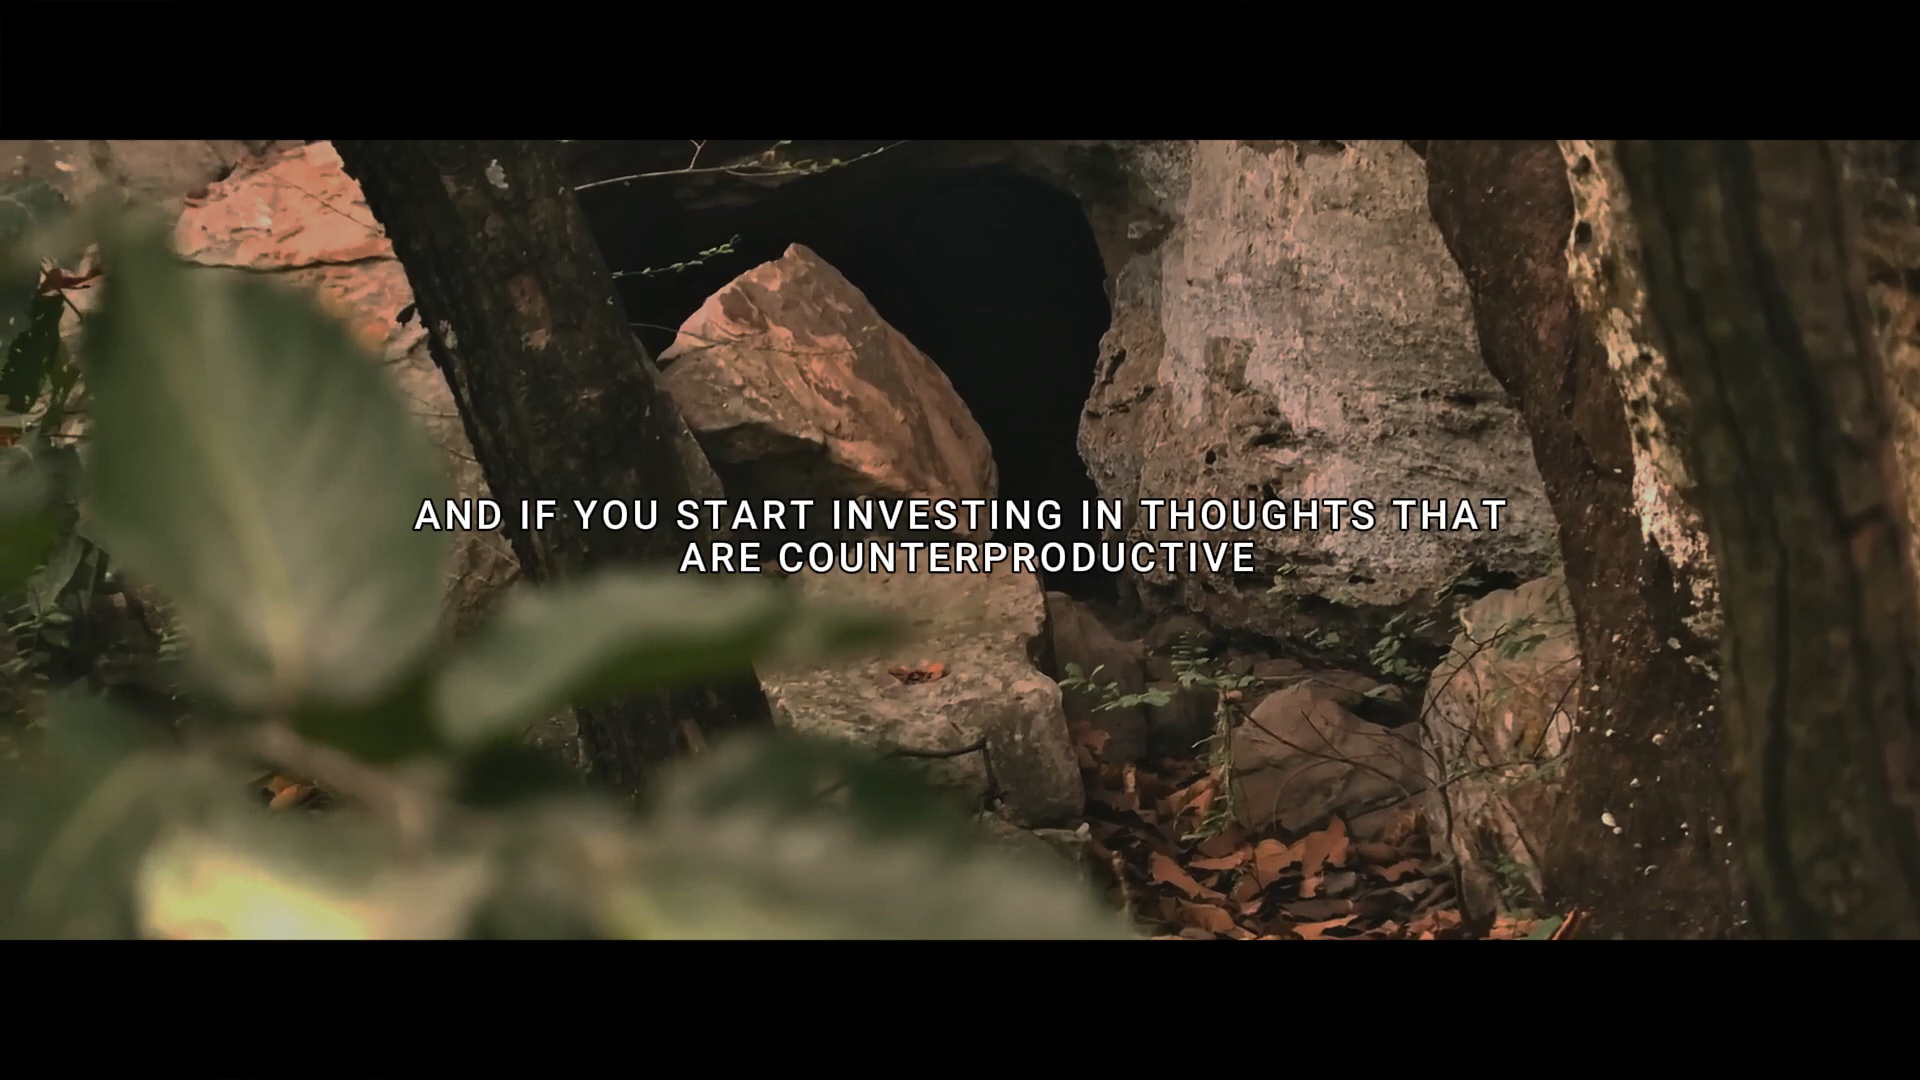 AND IF YOU START INVESTING IN THOUGHTS THAT
ARE COUNTERPRODUCTIVE